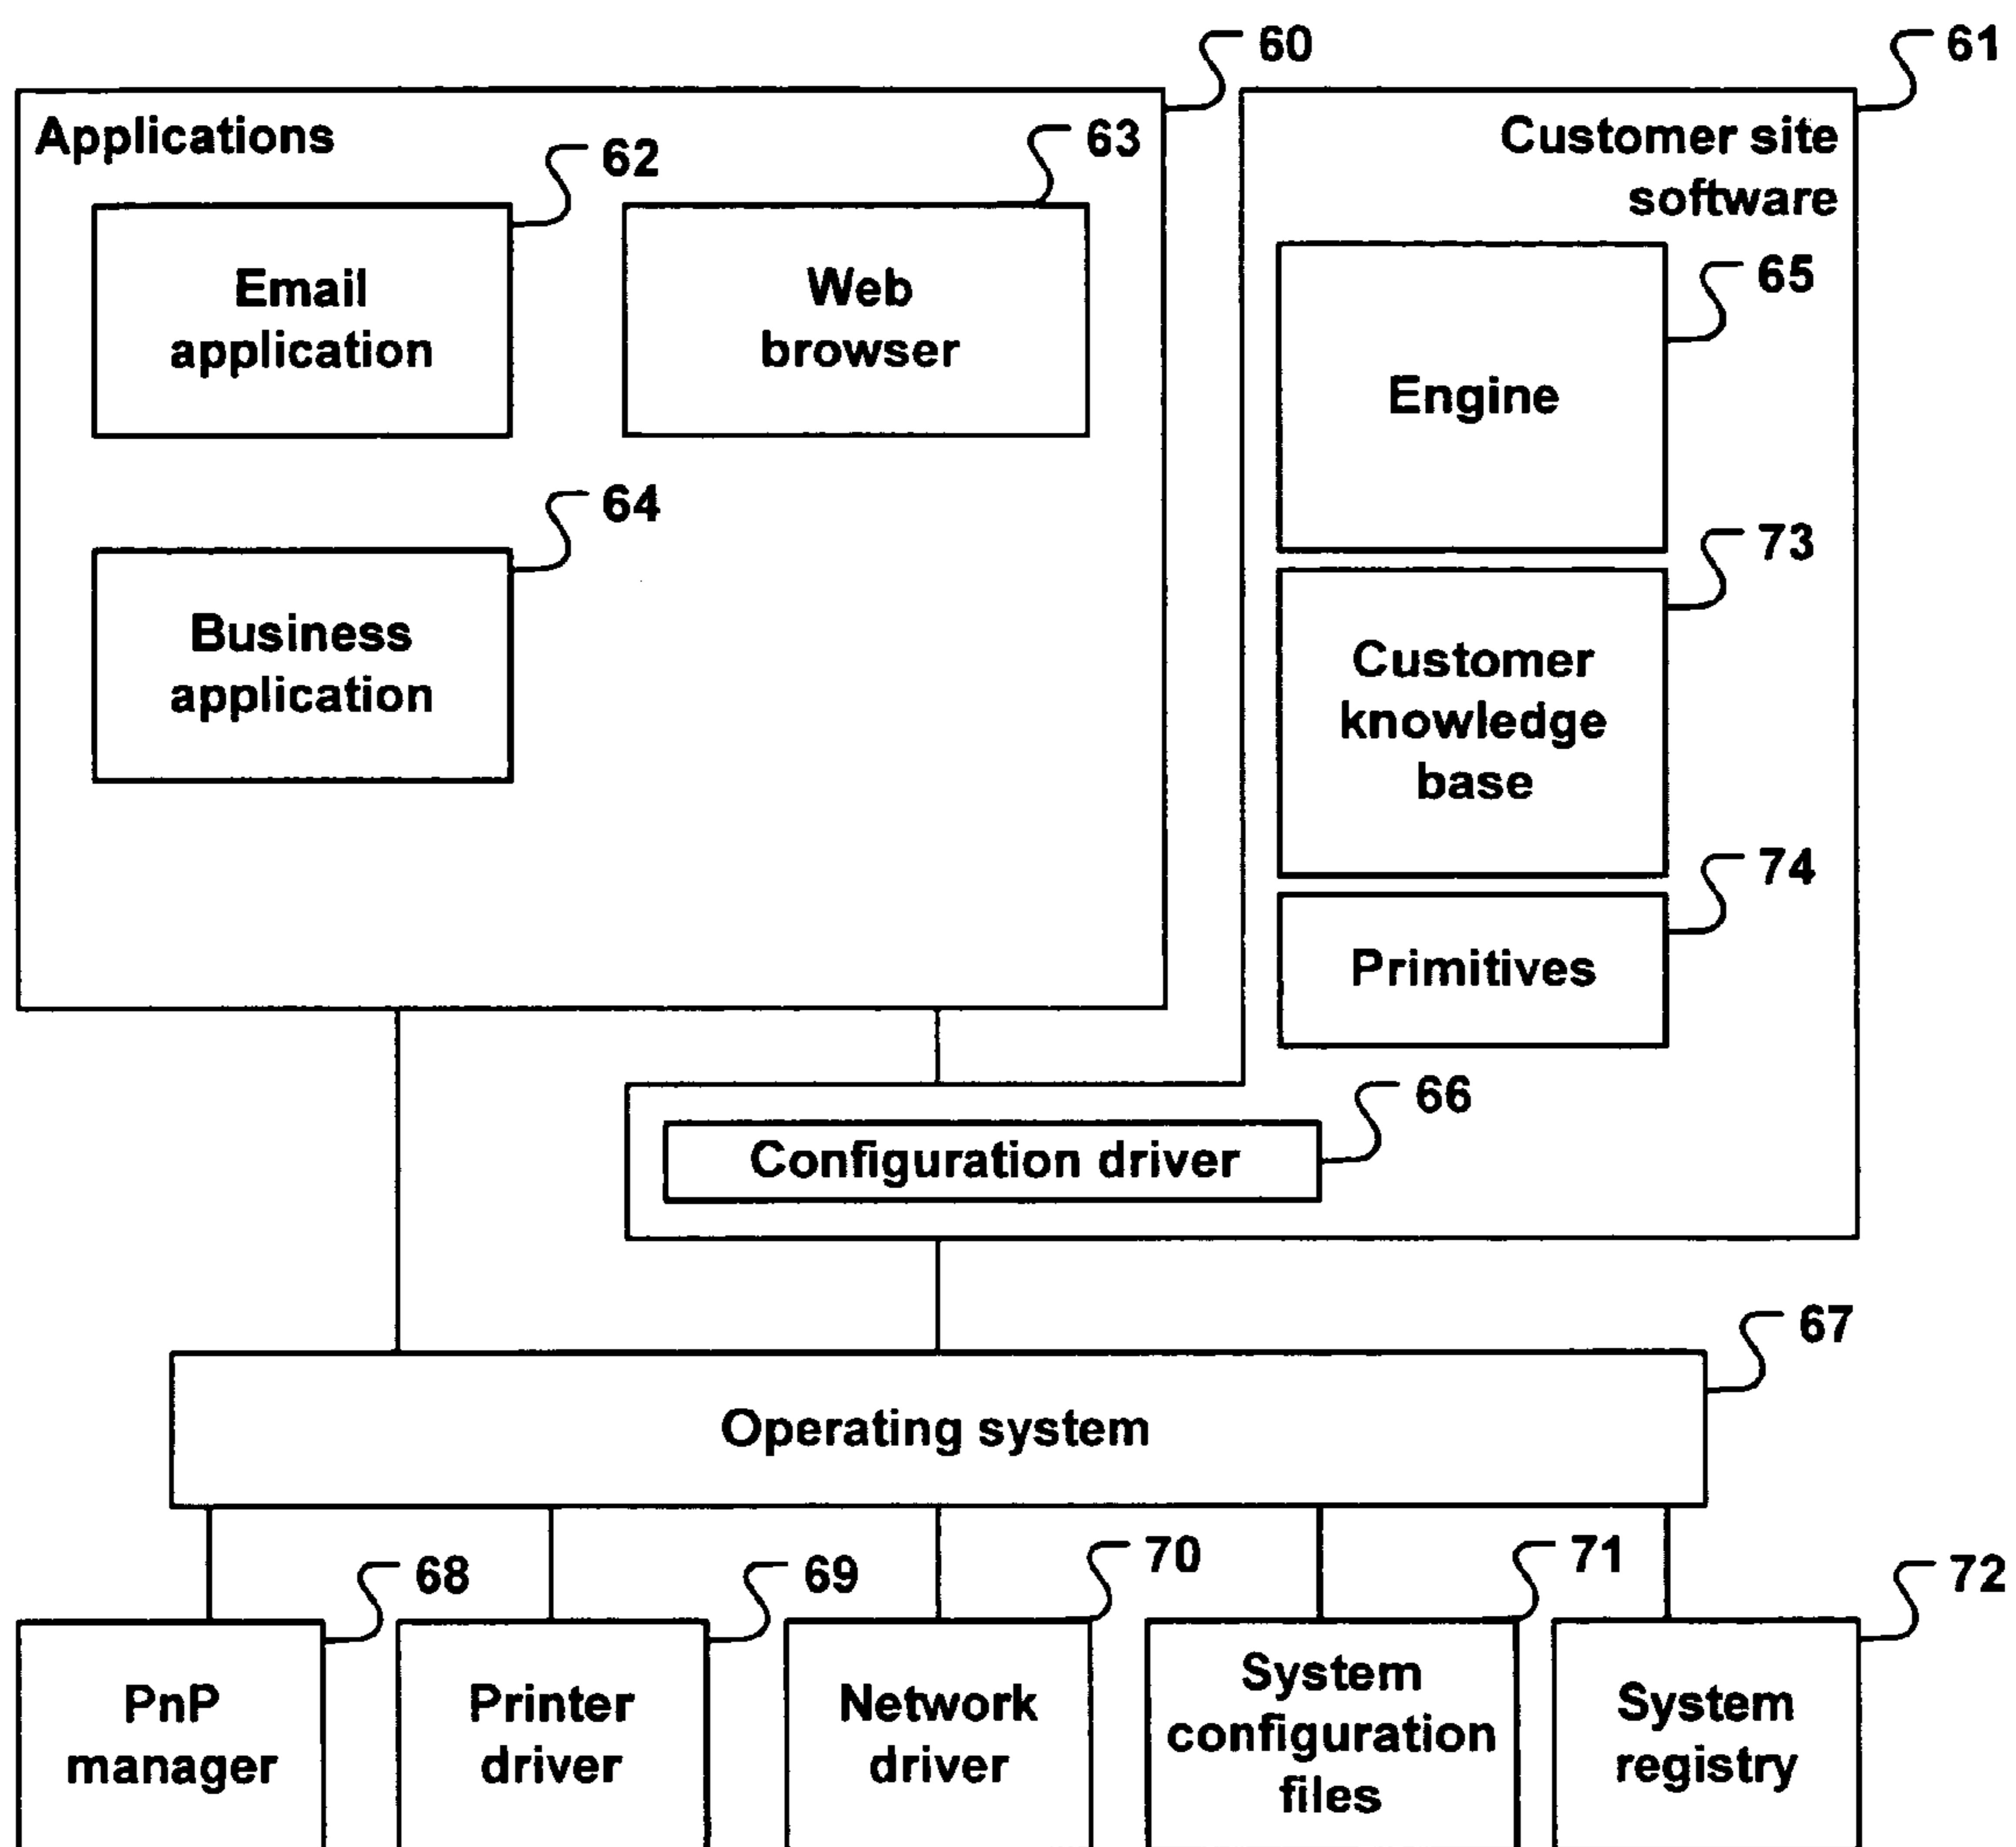 60
61
Applications
Customer site
software
62
63
Email
application
Web
browser
65
Engine
64
Business
application
73
Customer
knowledge
base
74
Primitives
66
Configuration driver
67
Operating system
68
69
70
71
72
PnP
manager
Printer
driver
Network
driver
System
configuration
files
System
registry